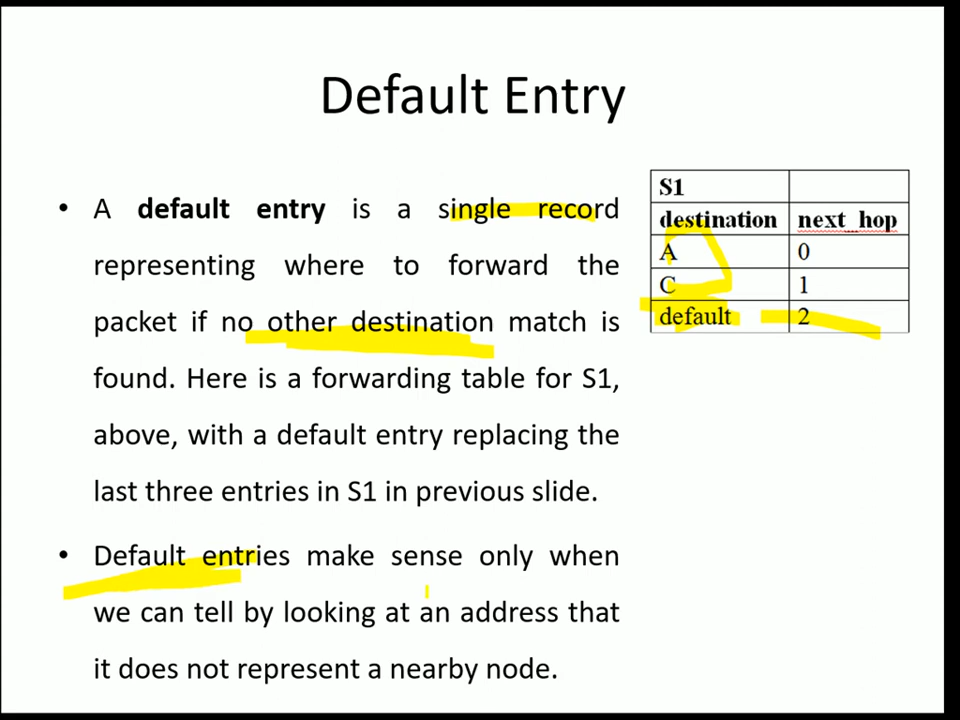 Default Entry
• A default entry is a single record
representing where to forward the
packet if no other destination match is
found. Here is a forwarding table for S1,
above, with a default entry replacing the
last three entries in S1 in previous slide.
• Default entries make sense only when
we can tell by looking at an address that
it does not represent a nearby node.
S1
destination next_hop
A 0
C 1
default 2